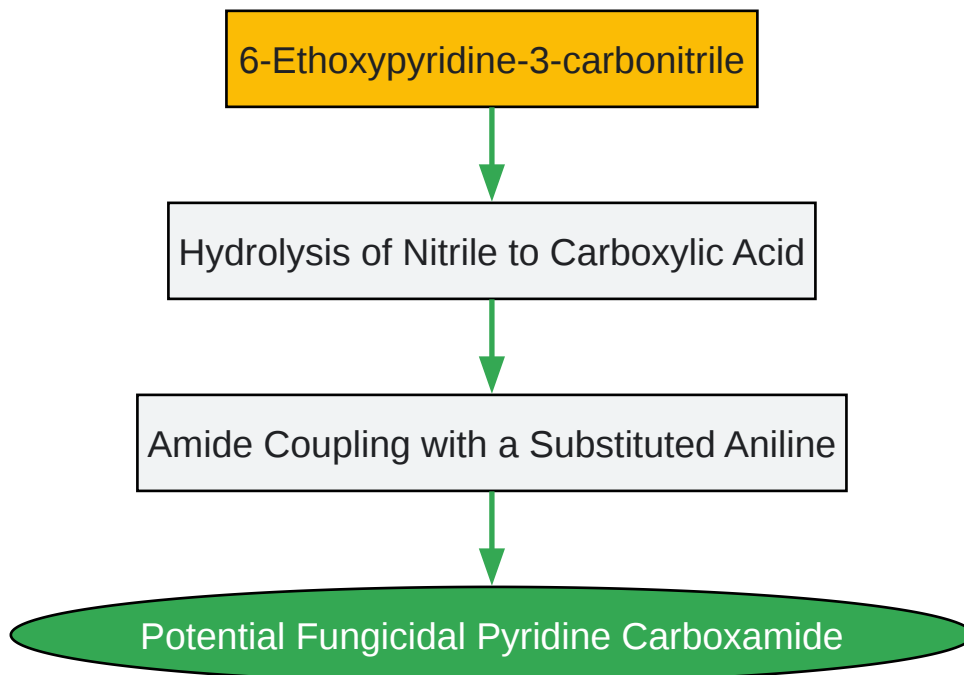 6-Ethoxypyridine-3-carbonitrile
Hydrolysis of Nitrile to Carboxylic Acid
Amide Coupling with a Substituted Aniline
Potential Fungicidal Pyridine Carboxamide